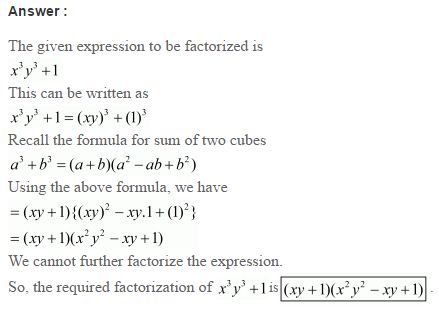 Answer :
The given expression to be factorized is
x³y³ +1
This can be written as
x³y³ +1 = (xy)³ + (1)³
Recall the formula for sum of two cubes
a³ + b³ = (a + b)(a² − ab + b²)
Using the above formula, we have
= (xy + 1){(xy)² − xy.1 + (1)²}
= (xy + 1)(x²y² − xy + 1)
We cannot further factorize the expression.
So, the required factorization of x³y³ +1 is (xy + 1)(x²y² − xy + 1) .